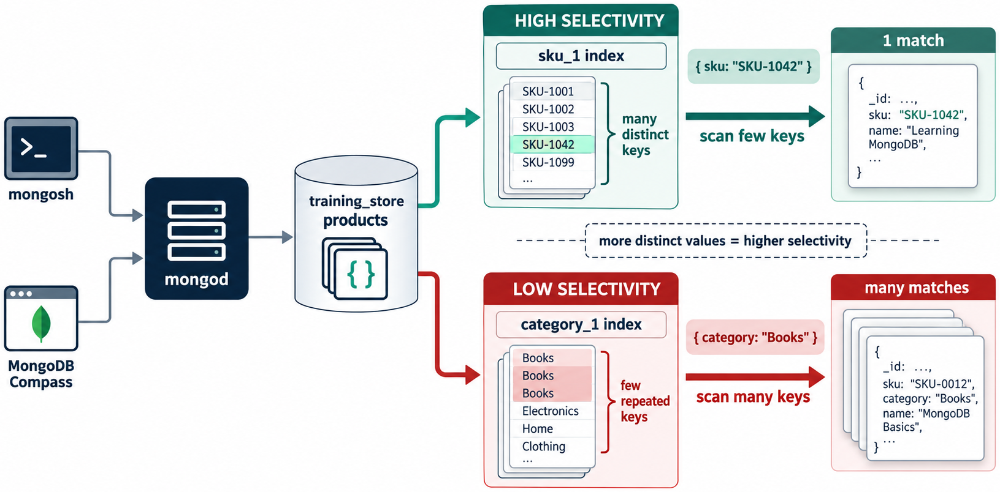 mongosh
MongoDB
Compass
mongod
training_store
products
{ }
HIGH SELECTIVITY
sku_1 index
SKU-1001
SKU-1002
SKU-1003
SKU-1042
SKU-1099
...
many
distinct
keys
{ sku: "SKU-1042" }
scan few keys
1 match
{
_id: ...,
sku: "SKU-1042",
name: "Learning
MongoDB",
...
}
more distinct values = higher selectivity
LOW SELECTIVITY
category_1 index
Books
Books
Books
Electronics
Home
Clothing
...
few
repeated
keys
{ category: "Books" }
scan many keys
many matches
{
_id: ...,
sku: "SKU-0012",
category: "Books",
name: "MongoDB
Basics",
...
}